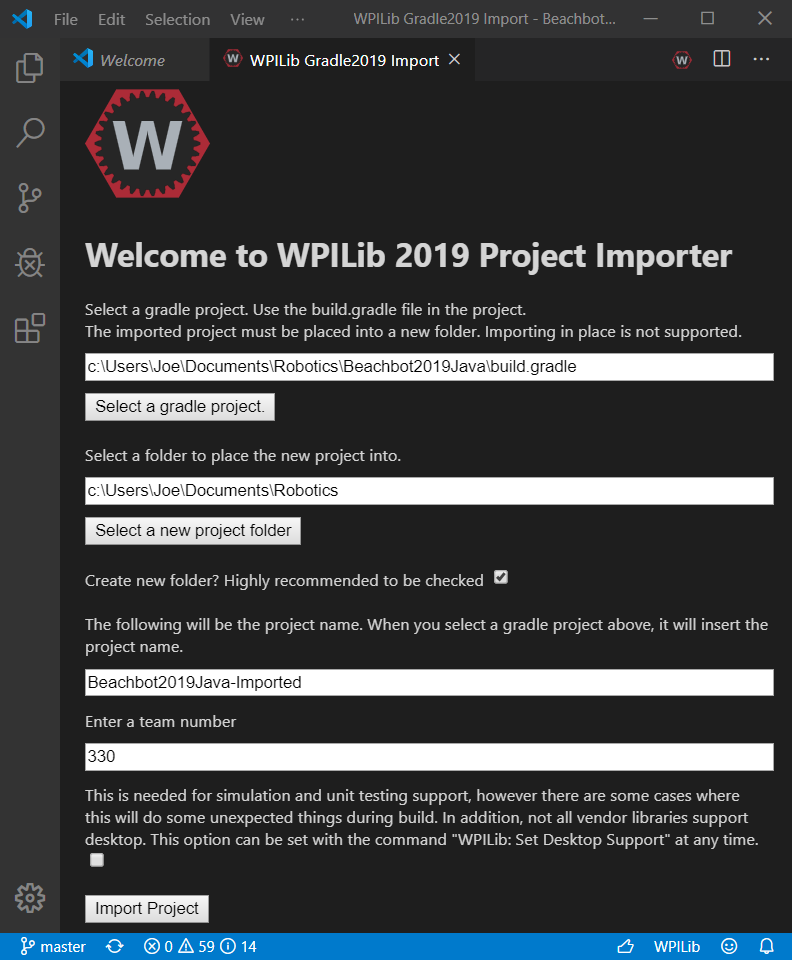 File Edit Selection View ··· WPILib Gradle2019 Import - Beachbot...
Welcome
W WPILib Gradle2019 Import
W
W
Welcome to WPILib 2019 Project Importer
Select a gradle project. Use the build.gradle file in the project.
The imported project must be placed into a new folder. Importing in place is not supported.
c:\Users\Joe\Documents\Robotics\Beachbot2019Java\build.gradle
Select a gradle project.
Select a folder to place the new project into.
c:\Users\Joe\Documents\Robotics
Select a new project folder
Create new folder? Highly recommended to be checked
The following will be the project name. When you select a gradle project above, it will insert the
project name.
Beachbot2019Java-Imported
Enter a team number
330
This is needed for simulation and unit testing support, however there are some cases where
this will do some unexpected things during build. In addition, not all vendor libraries support
desktop. This option can be set with the command "WPILib: Set Desktop Support" at any time.
Import Project
master 0 59 14 WPILib